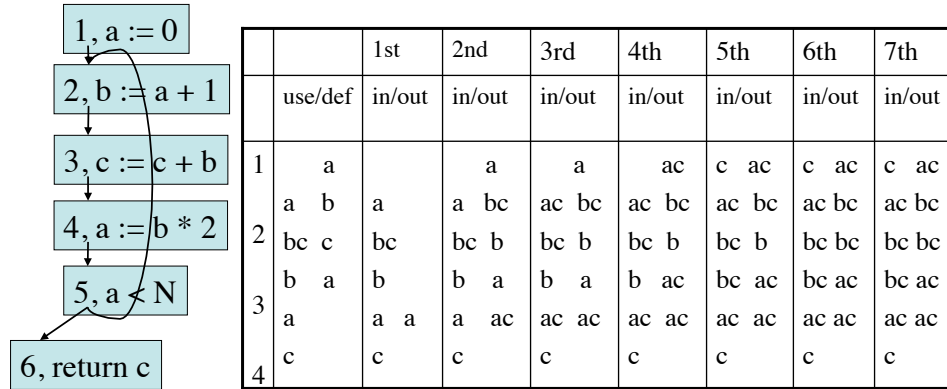 1, a := 0
2, b := a + 1
3, c := c + b
4, a := b * 2
5, a < N
6, return c
1st 2nd 3rd 4th 5th 6th 7th
use/def in/out in/out in/out in/out in/out in/out in/out
1 a a a ac c ac c ac c ac
a b a a bc ac bc ac bc ac bc ac bc ac bc
2 bc c bc bc b bc b bc b bc b bc bc bc bc
b a b b a b a b ac bc ac bc ac bc ac
3
a a a a ac ac ac ac ac ac ac ac ac ac ac
c c c c c c c c
4